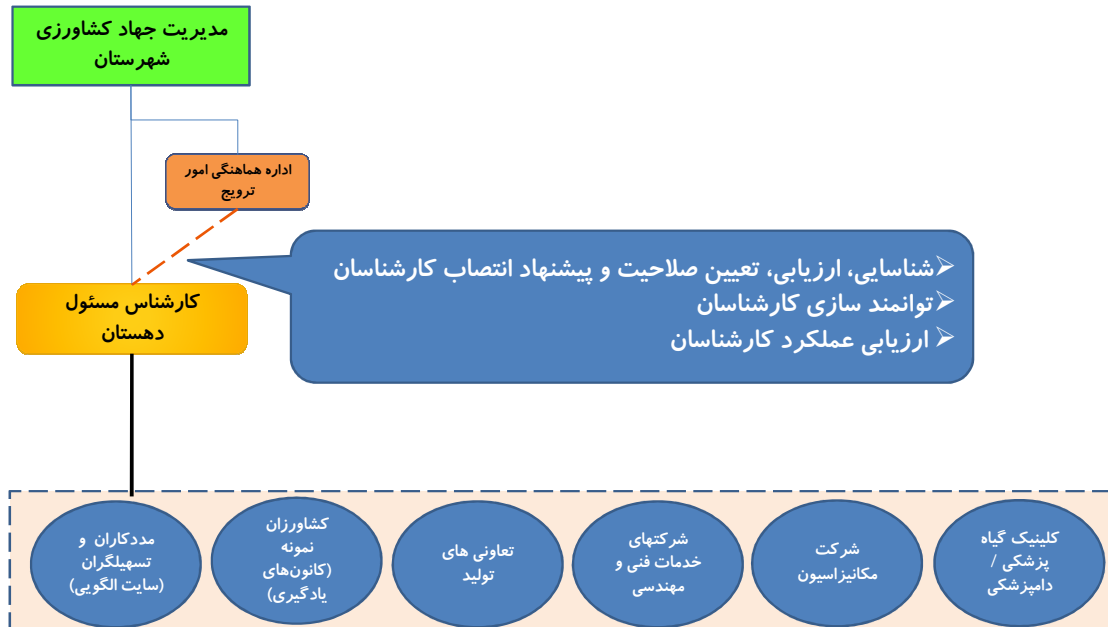 مدیریت جهاد کشاورزی
شهرستان
اداره هماهنگی امور
ترویج
شناسایی، ارزیابی، تعیین صلاحیت و پیشنهاد انتصاب کارشناسان
توانمند سازی کارشناسان
ارزیابی عملکرد کارشناسان
کارشناس مسئول
دهستان
کلینیک گیاه
پزشکی /
دامپزشکی
شرکت
مکانیزاسیون
شرکتهای
خدمات فنی و
مهندسی
تعاونی های
تولید
کشاورزان
نمونه
(کانون‌های
یادگیری)
مددکاران و
تسهیلگران
(سایت الگویی)